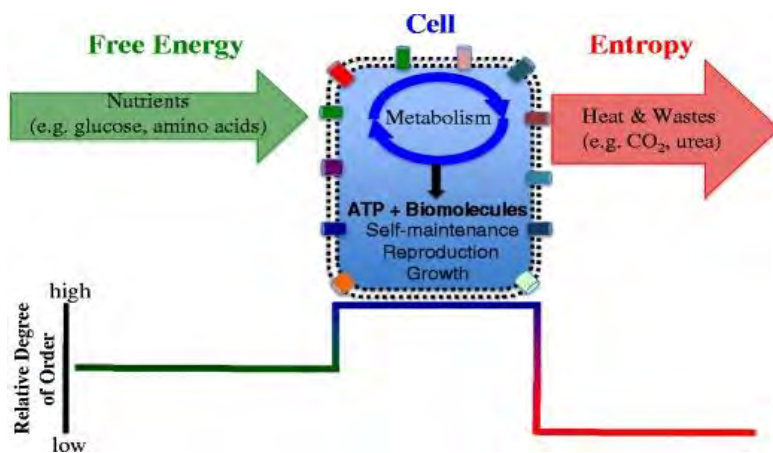 Cell
Free Energy
Entropy
Nutrients
(e.g. glucose, amino acids)
Metabolism
Heat & Wastes
(e.g. CO₂, urea)
ATP + Biomolecules
Self-maintenance
Reproduction
Growth
high
Relative Degree
of Order
low